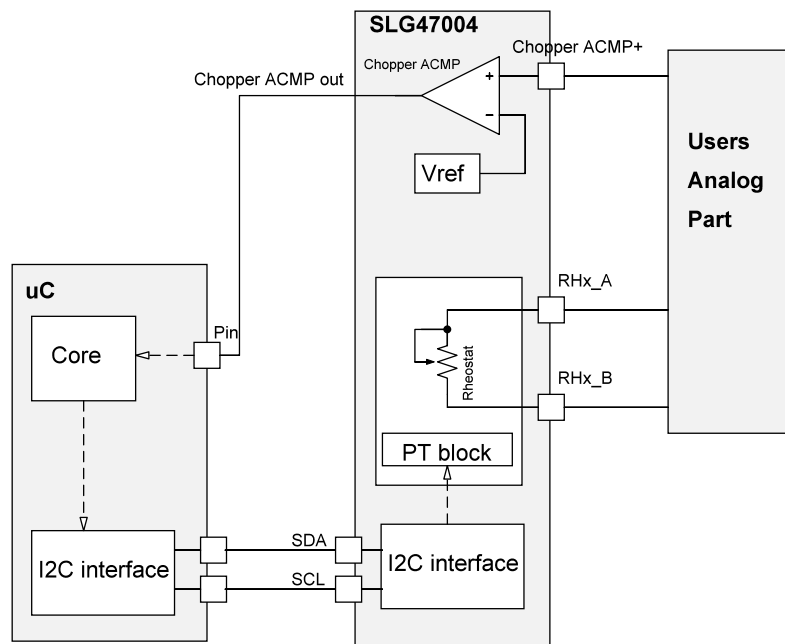 SLG47004
Chopper ACMP+
Chopper ACMP
Chopper ACMP out
+
−
Vref
Users
Analog
Part
uC
RHx_A
Pin
Core
Rheostat
RHx_B
PT block
SDA
I2C interface
I2C interface
SCL